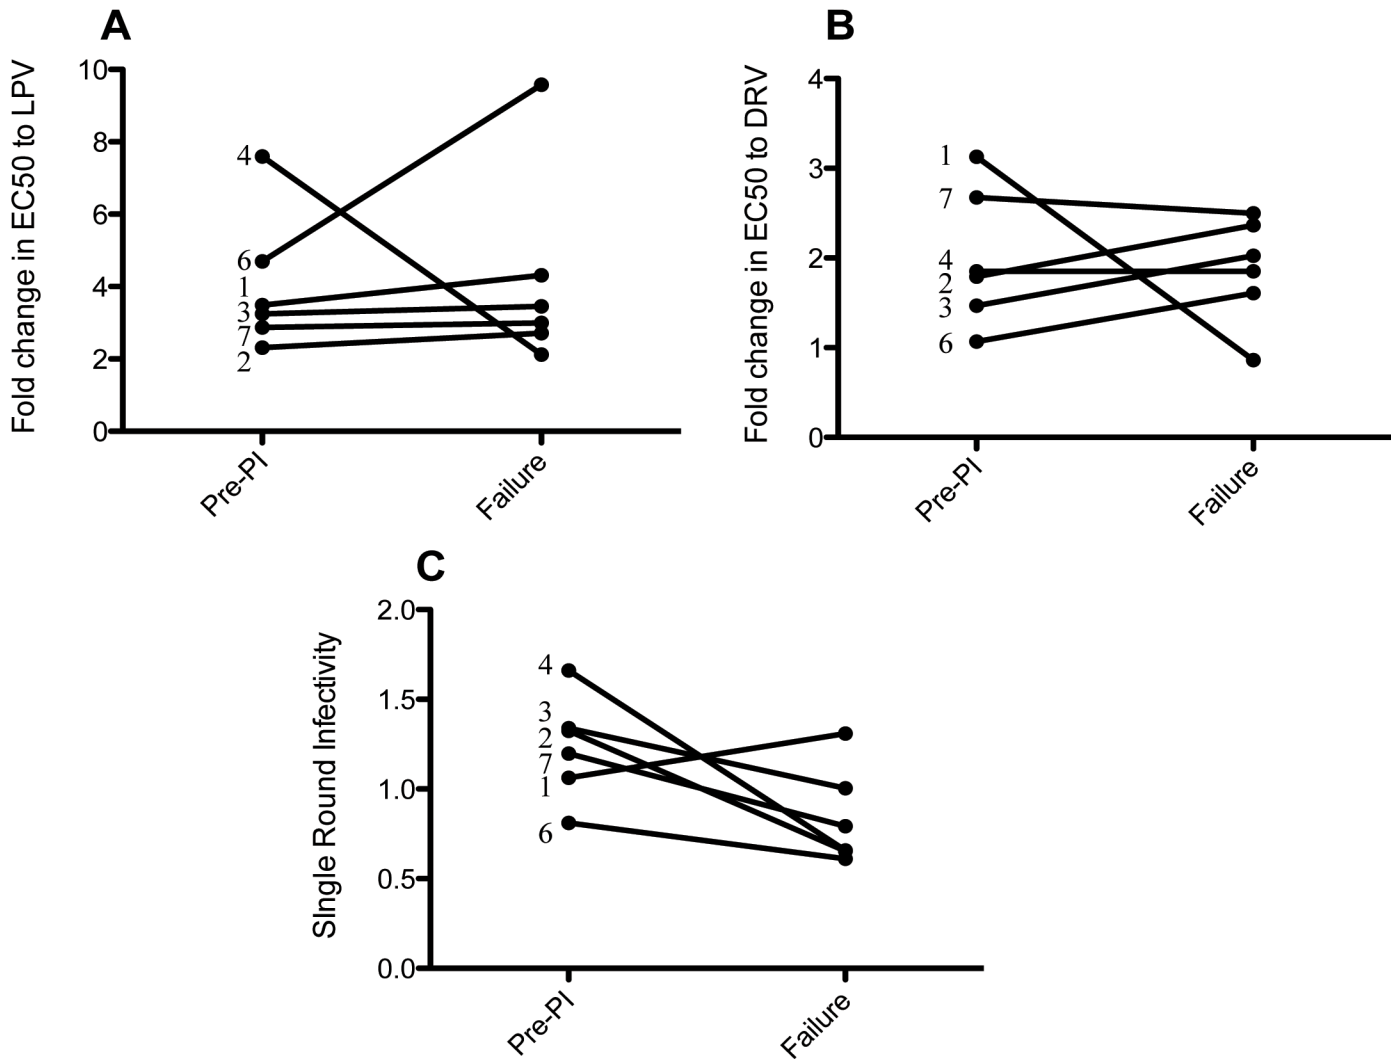 A
Fold change in EC50 to LPV
10
8
6
4
2
0
4
6
1
3
7
2
Pre-PI
Failure
B
Fold change in EC50 to DRV
4
3
2
1
0
1
7
4
2
3
6
Pre-PI
Failure
C
SIngle Round Infectivity
2.0
1.5
1.0
0.5
0.0
4
3
2
7
1
6
Pre-PI
Failure